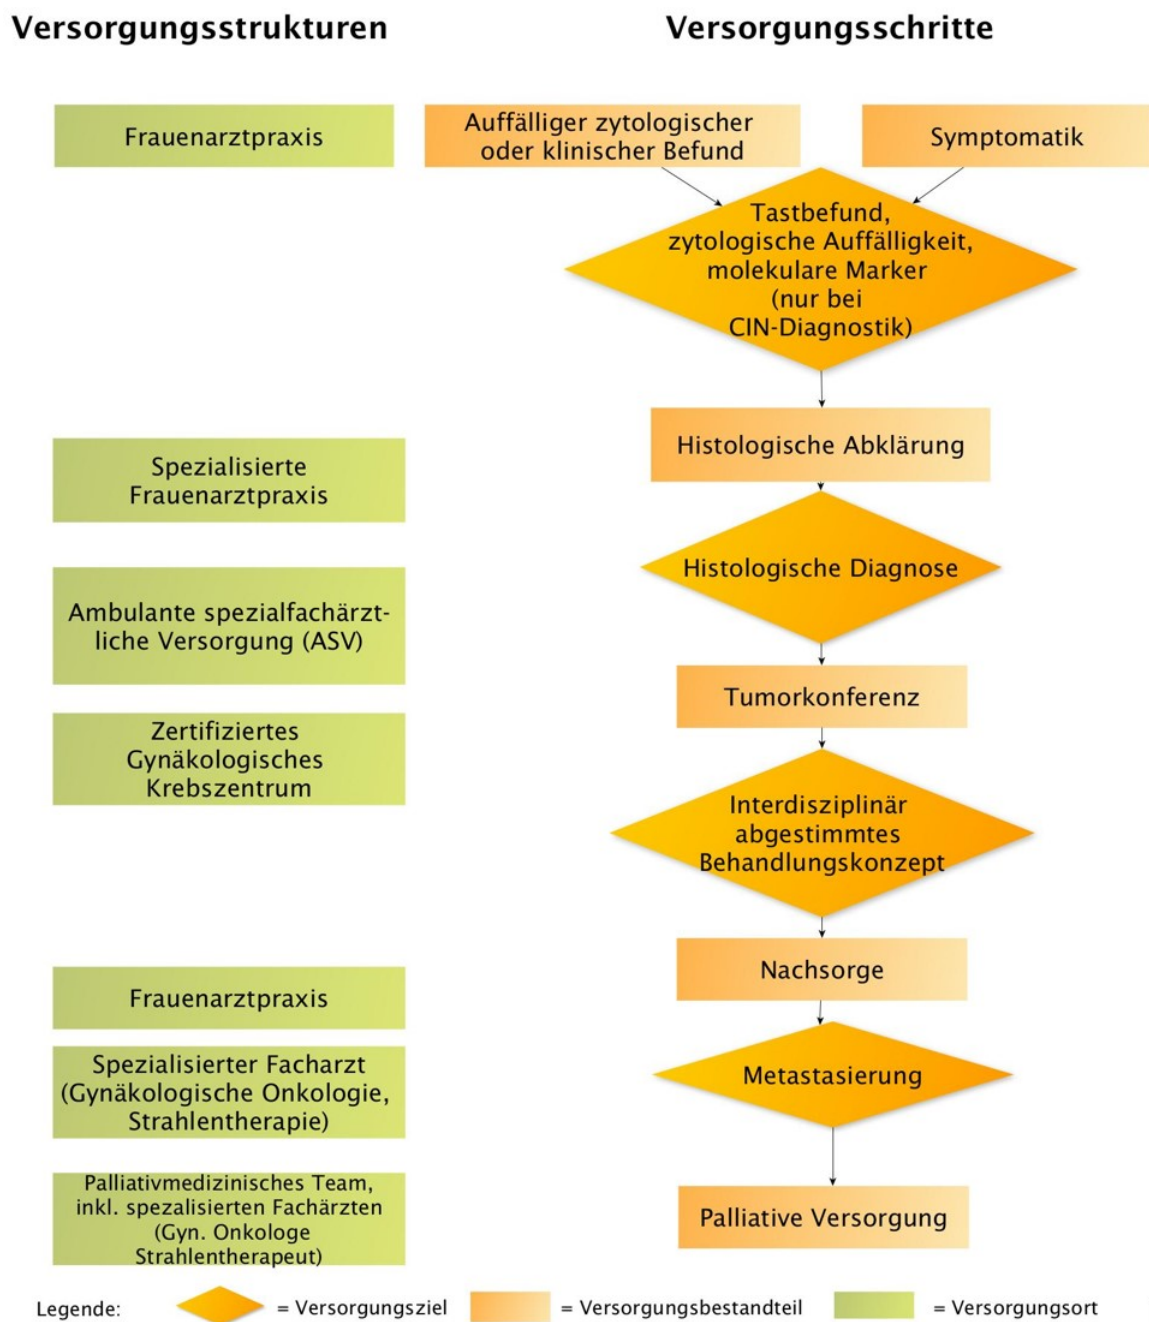 Versorgungsstrukturen
Versorgungsschritte
Frauenarztpraxis
Auffälliger zytologischer
oder klinischer Befund
Symptomatik
Tastbefund,
zytologische Auffälligkeit,
molekulare Marker
(nur bei
CIN-Diagnostik)
Histologische Abklärung
Spezialisierte
Frauenarztpraxis
Histologische Diagnose
Ambulante spezialfachärzt-
liche Versorgung (ASV)
Tumorkonferenz
Zertifiziertes
Gynäkologisches
Krebszentrum
Interdisziplinär
abgestimmtes
Behandlungskonzept
Nachsorge
Frauenarztpraxis
Spezialisierter Facharzt
(Gynäkologische Onkologie,
Strahlentherapie)
Metastasierung
Palliativmedizinisches Team,
inkl. spezalisierten Fachärzten
(Gyn. Onkologe
Strahlentherapeut)
Palliative Versorgung
Legende:
= Versorgungsziel
= Versorgungsbestandteil
= Versorgungsort